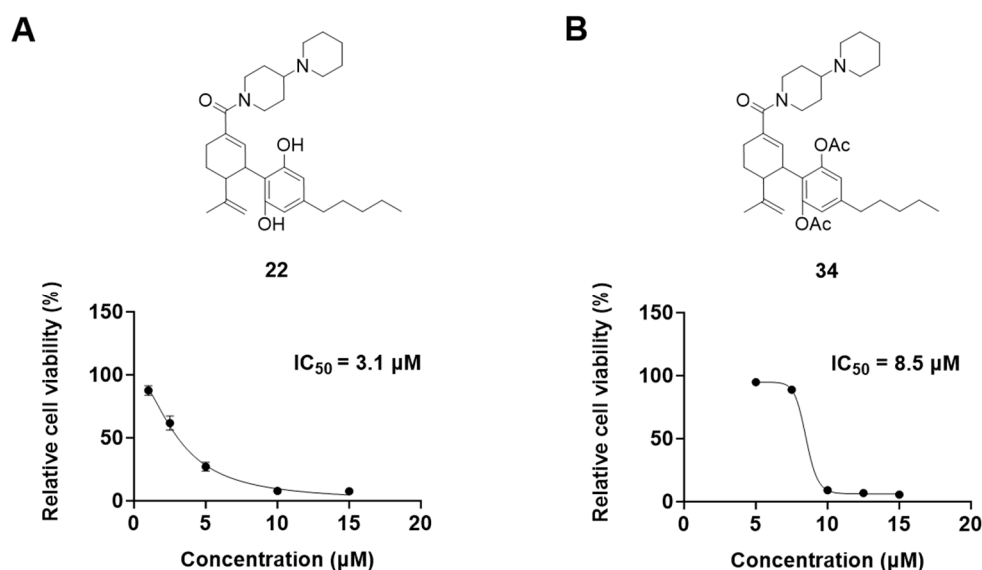 A
B
N
N
O
OH
OH
22
N
N
O
OAc
OAc
34
Relative cell viability (%)
150
100
50
0
IC50 = 3.1 µM
0 5 10 15 20
Concentration (µM)
Relative cell viability (%)
150
100
50
0
IC50 = 8.5 µM
0 5 10 15 20
Concentration (µM)